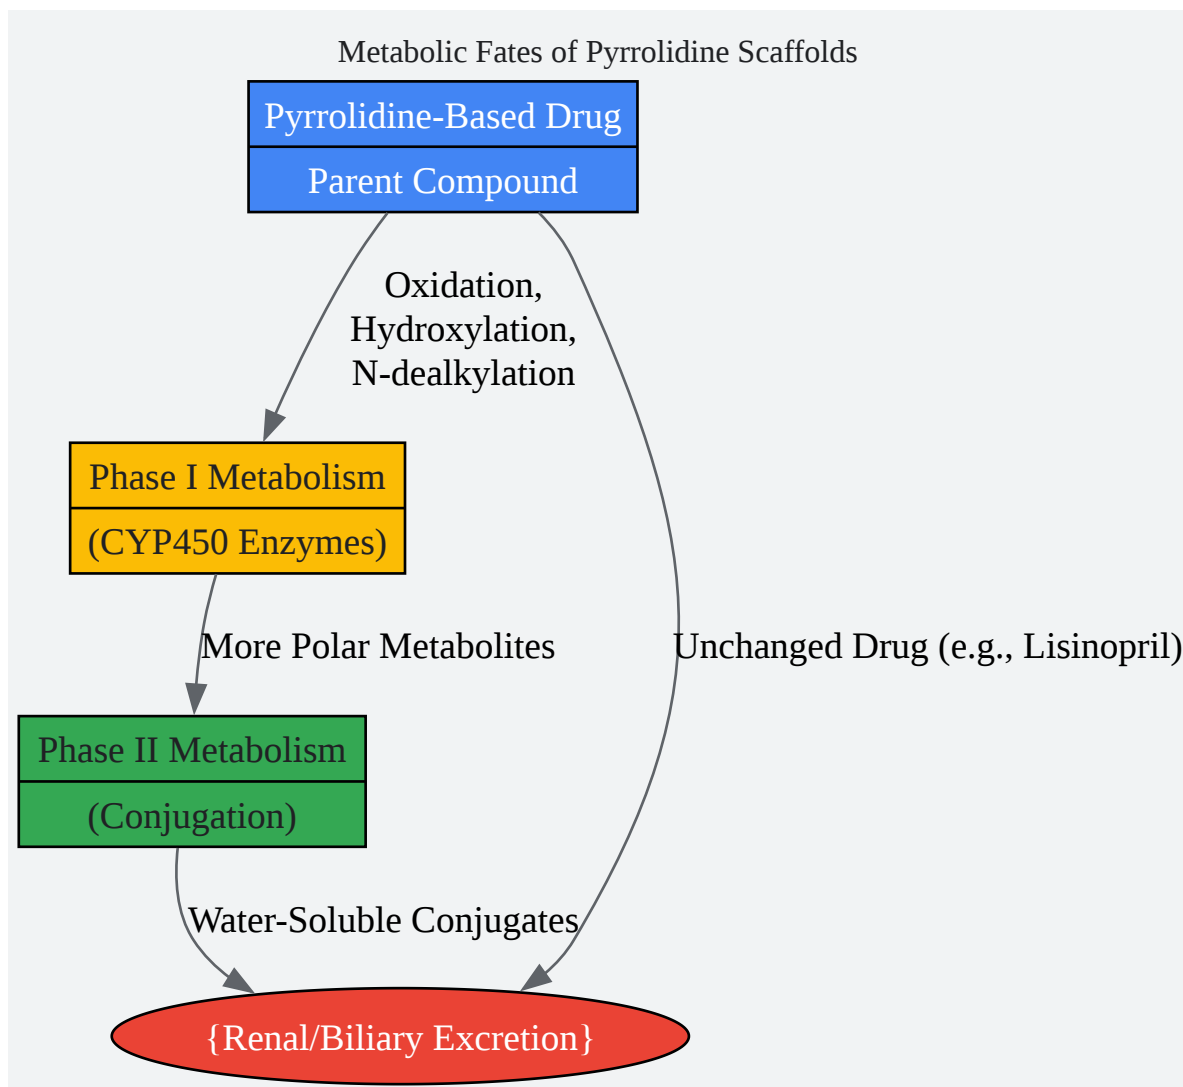 Metabolic Fates of Pyrrolidine Scaffolds
Pyrrolidine-Based Drug
Parent Compound
Oxidation,
Hydroxylation,
N-dealkylation
Phase I Metabolism
(CYP450 Enzymes)
More Polar Metabolites
Unchanged Drug (e.g., Lisinopril)
Phase II Metabolism
(Conjugation)
Water-Soluble Conjugates
{Renal/Biliary Excretion}